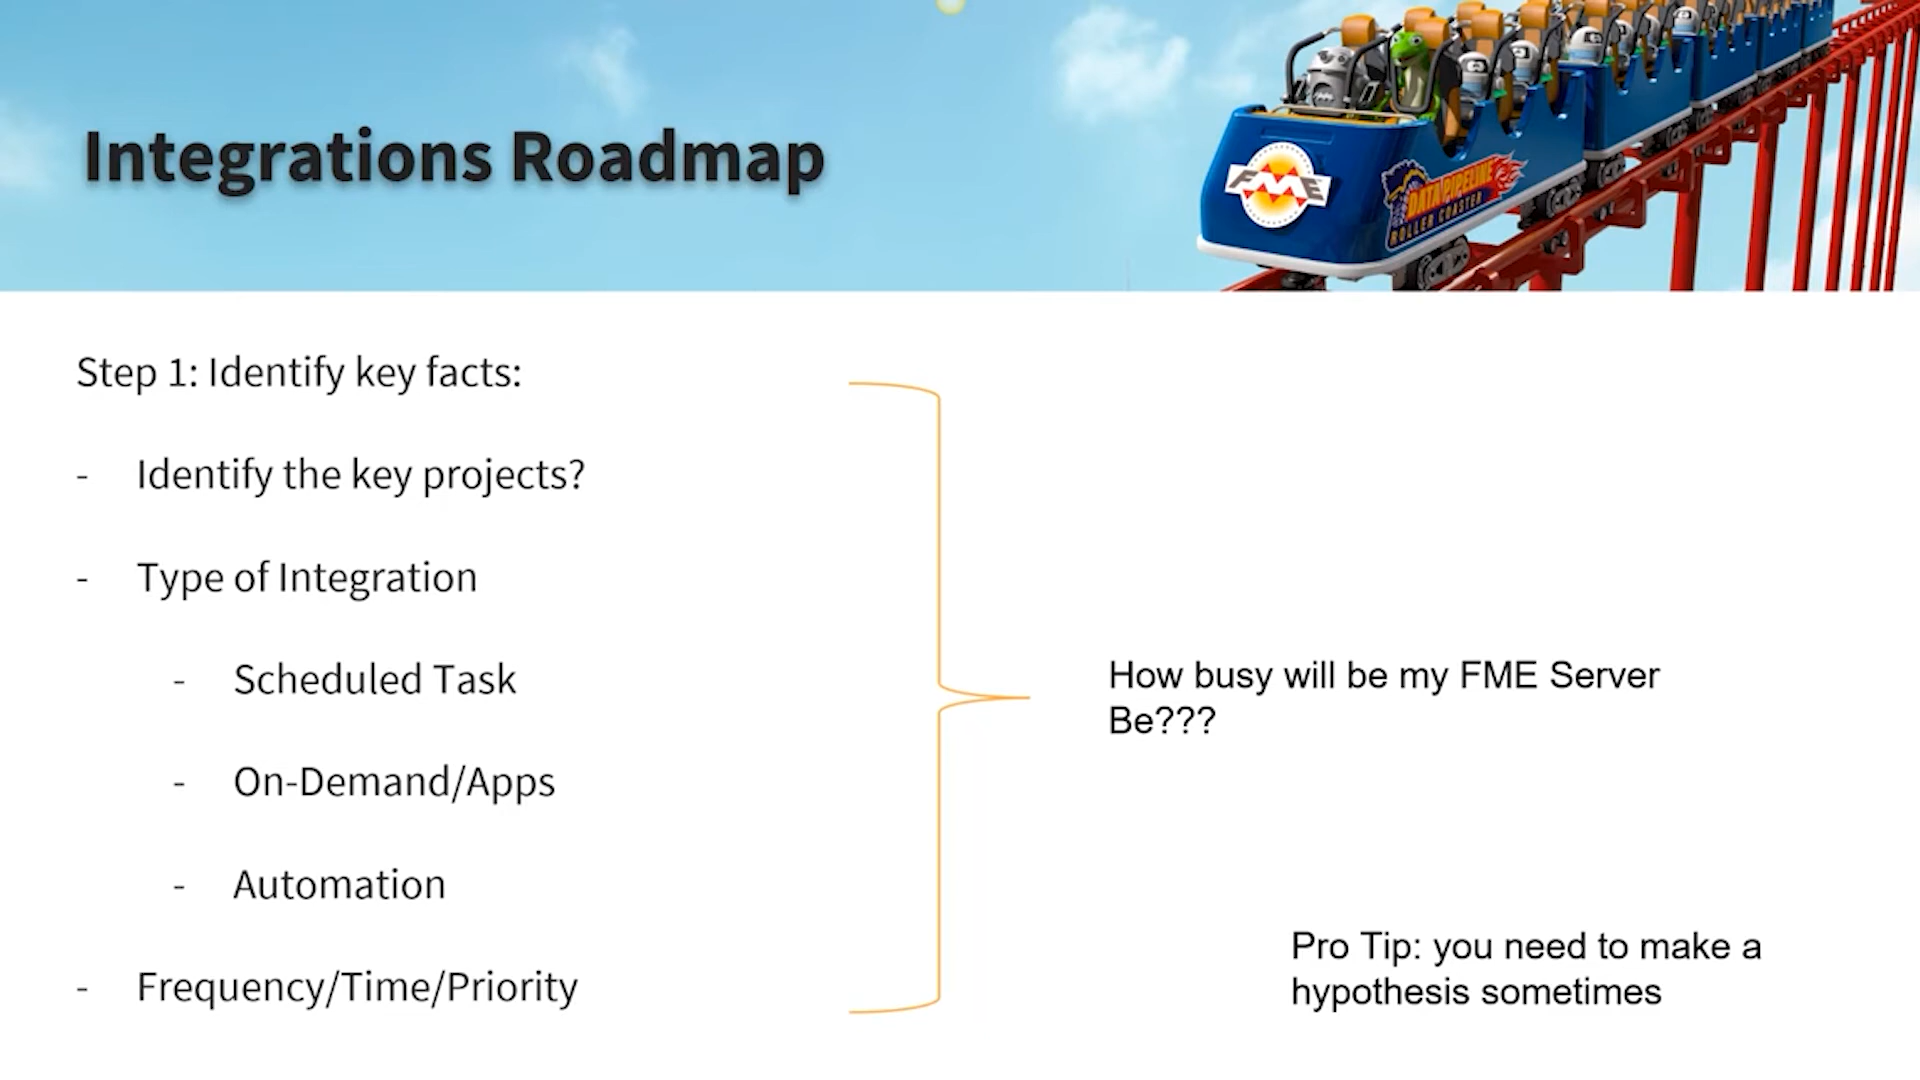 Integrations Roadmap
FME
DATA PIPELINE
ROLLER COASTER
Step 1: Identify key facts:
- Identify the key projects?
- Type of Integration
- Scheduled Task
- On-Demand/Apps
- Automation
- Frequency/Time/Priority
How busy will be my FME Server
Be???
Pro Tip: you need to make a
hypothesis sometimes